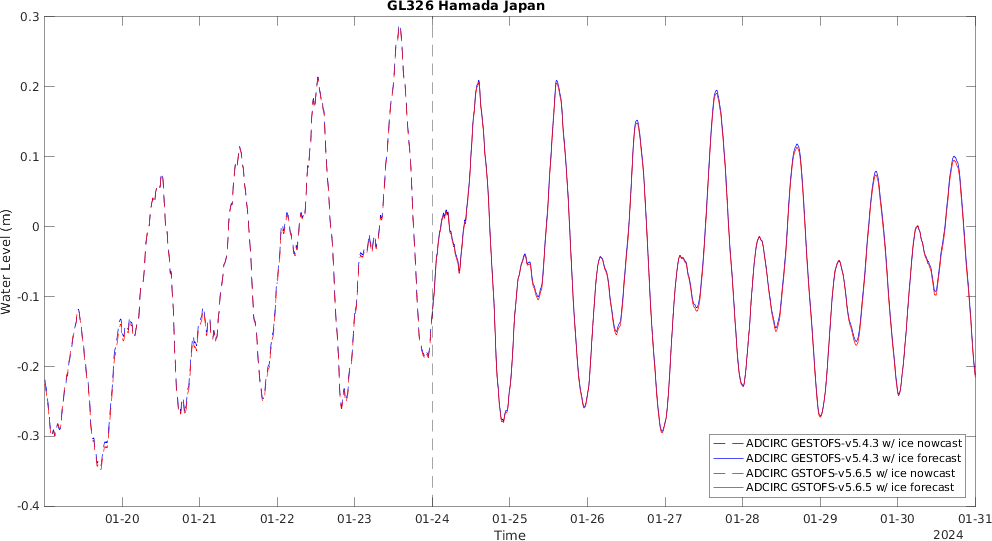 GL326 Hamada Japan
Water Level (m)
0.3
0.2
0.1
0
-0.1
-0.2
-0.3
-0.4
ADCIRC GESTOFS-v5.4.3 w/ ice nowcast
ADCIRC GESTOFS-v5.4.3 w/ ice forecast
ADCIRC GSTOFS-v5.6.5 w/ ice nowcast
ADCIRC GSTOFS-v5.6.5 w/ ice forecast
01-20 01-21 01-22 01-23 01-24 01-25 01-26 01-27 01-28 01-29 01-30 01-31
Time
2024